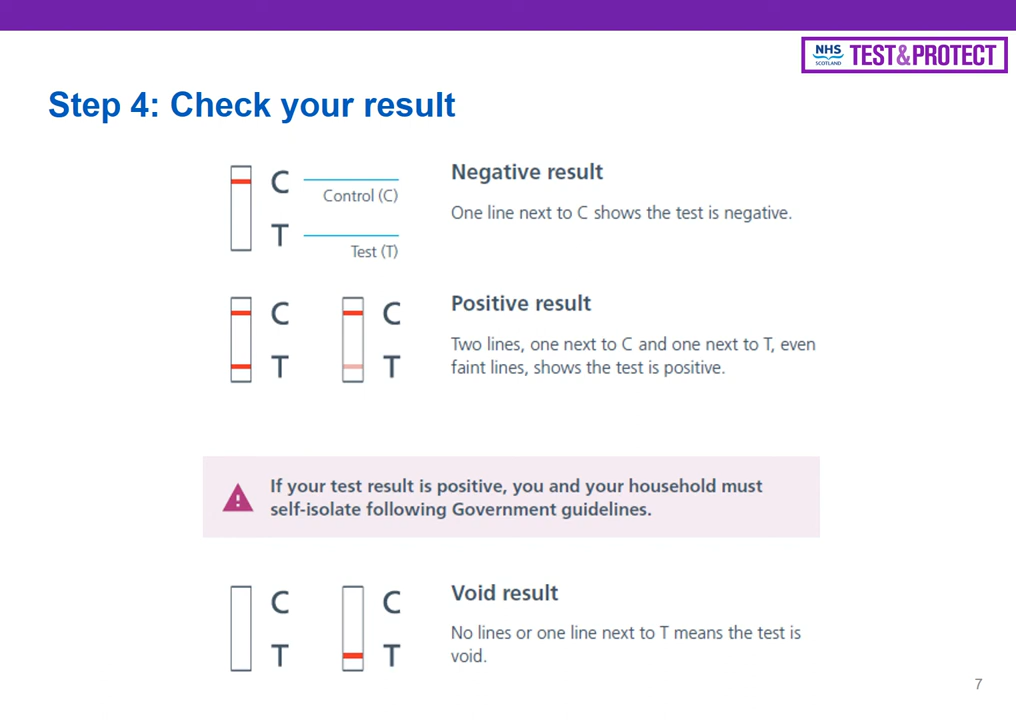 NHS
SCOTLAND
TEST&PROTECT
Step 4: Check your result
C
Control (C)
T
Test (T)
Negative result
One line next to C shows the test is negative.
C
T
C
T
Positive result
Two lines, one next to C and one next to T, even
faint lines, shows the test is positive.
If your test result is positive, you and your household must
self-isolate following Government guidelines.
C
T
C
T
Void result
No lines or one line next to T means the test is
void.
7